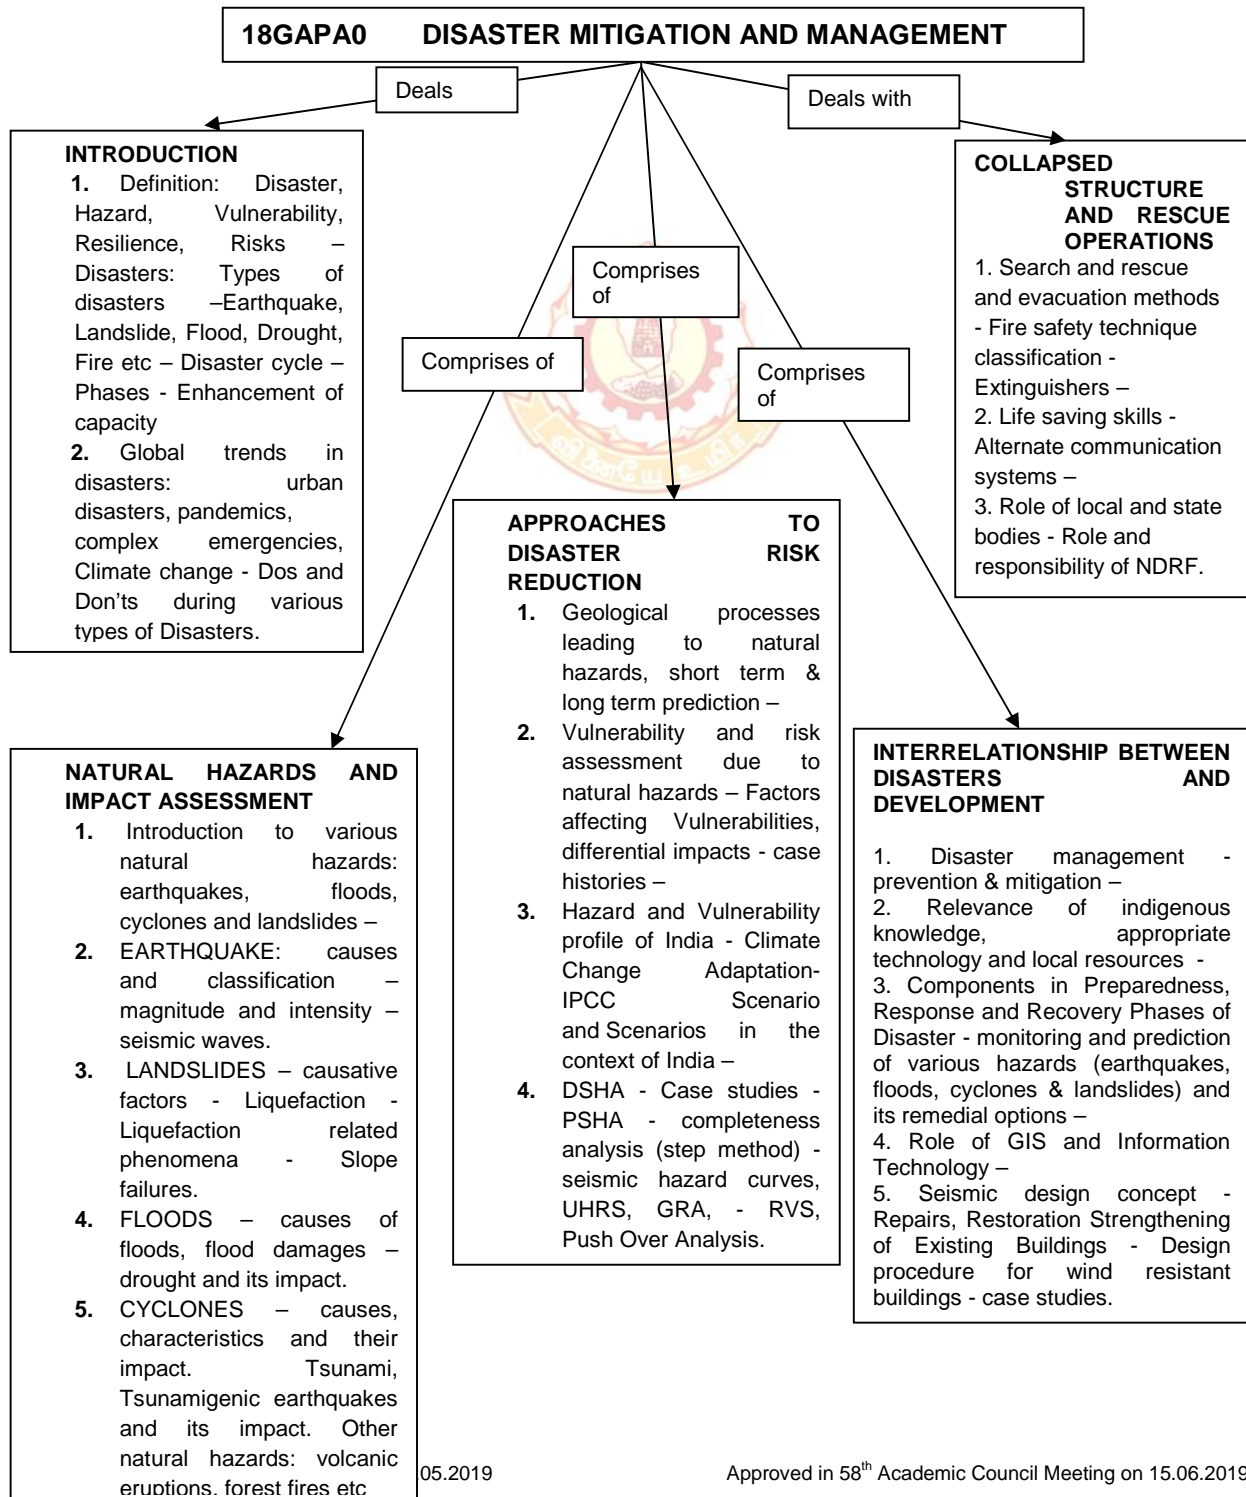 18GAPA0 DISASTER MITIGATION AND MANAGEMENT
Deals
Deals with
INTRODUCTION
1. Definition: Disaster,
Hazard, Vulnerability,
Resilience, Risks –
Disasters: Types of
disasters –Earthquake,
Landslide, Flood, Drought,
Fire etc – Disaster cycle –
Phases - Enhancement of
capacity
2. Global trends in
disasters: urban
disasters, pandemics,
complex emergencies,
Climate change - Dos and
Don'ts during various
types of Disasters.
COLLAPSED
STRUCTURE
AND RESCUE
OPERATIONS
1. Search and rescue
and evacuation methods
- Fire safety technique
classification -
Extinguishers –
2. Life saving skills -
Alternate communication
systems –
3. Role of local and state
bodies - Role and
responsibility of NDRF.
Comprises
of
Comprises of
Comprises
of
வினையே உயிர்
APPROACHES TO
DISASTER RISK
REDUCTION
1. Geological processes
leading to natural
hazards, short term &
long term prediction –
2. Vulnerability and risk
assessment due to
natural hazards – Factors
affecting Vulnerabilities,
differential impacts - case
histories –
3. Hazard and Vulnerability
profile of India - Climate
Change Adaptation-
IPCC Scenario
and Scenarios in the
context of India –
4. DSHA - Case studies -
PSHA - completeness
analysis (step method) -
seismic hazard curves,
UHRS, GRA, - RVS,
Push Over Analysis.
NATURAL HAZARDS AND
IMPACT ASSESSMENT
1. Introduction to various
natural hazards:
earthquakes, floods,
cyclones and landslides –
2. EARTHQUAKE: causes
and classification –
magnitude and intensity –
seismic waves.
3. LANDSLIDES – causative
factors - Liquefaction -
Liquefaction related
phenomena - Slope
failures.
4. FLOODS – causes of
floods, flood damages –
drought and its impact.
5. CYCLONES – causes,
characteristics and their
impact. Tsunami,
Tsunamigenic earthquakes
and its impact. Other
natural hazards: volcanic
eruptions, forest fires etc
INTERRELATIONSHIP BETWEEN
DISASTERS AND
DEVELOPMENT
1. Disaster management -
prevention & mitigation –
2. Relevance of indigenous
knowledge, appropriate
technology and local resources -
3. Components in Preparedness,
Response and Recovery Phases of
Disaster - monitoring and prediction
of various hazards (earthquakes,
floods, cyclones & landslides) and
its remedial options –
4. Role of GIS and Information
Technology –
5. Seismic design concept -
Repairs, Restoration Strengthening
of Existing Buildings - Design
procedure for wind resistant
buildings - case studies.
.05.2019 Approved in 58th Academic Council Meeting on 15.06.2019